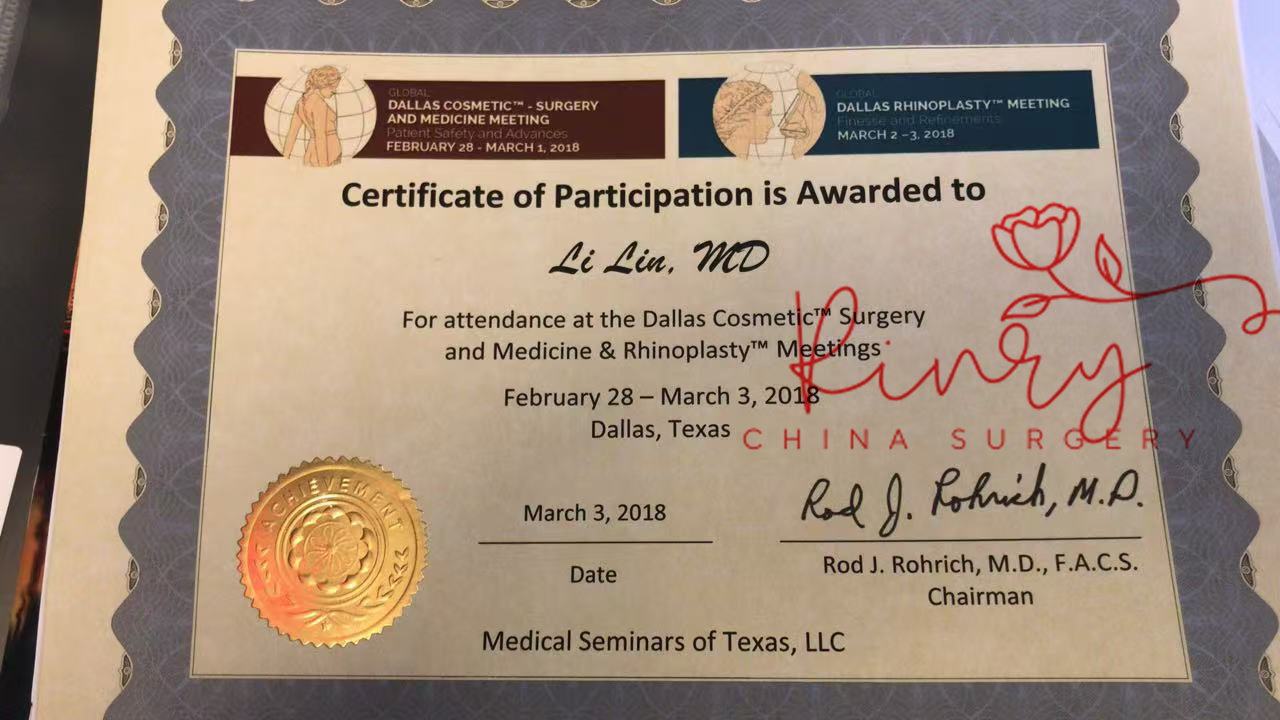 GLOBAL
DALLAS COSMETIC™ - SURGERY
AND MEDICINE MEETING
Patient Safety and Advances
FEBRUARY 28 - MARCH 1, 2018
GLOBAL
DALLAS RHINOPLASTY™ MEETING
Finesse and Refinements
MARCH 2 –3, 2018
Certificate of Participation is Awarded to
Li Lin, MD
For attendance at the Dallas Cosmetic™ Surgery
and Medicine & Rhinoplasty™ Meetings
February 28 – March 3, 2018
Dallas, Texas
CHINA SURGERY
ACHIEVEMENT
March 3, 2018
Date
Rod J. Rohrich, M.D.
Rod J. Rohrich, M.D., F.A.C.S.
Chairman
Medical Seminars of Texas, LLC